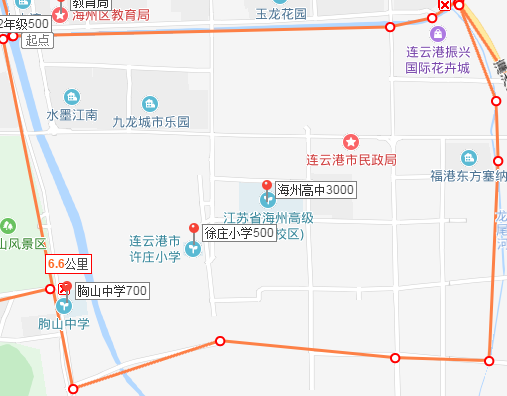 教育局
海州区教育局
玉龙花园
2年级500
起点
连云港振兴
国际花卉城
水墨江南
九龙城市乐园
连云港市民政局
福港东方塞纳
海州高中3000
江苏省海州高级
校区)
徐庄小学500
连云港市
许庄小学
龙尾河
山风景区
6.6公里
朐山中学700
朐山中学